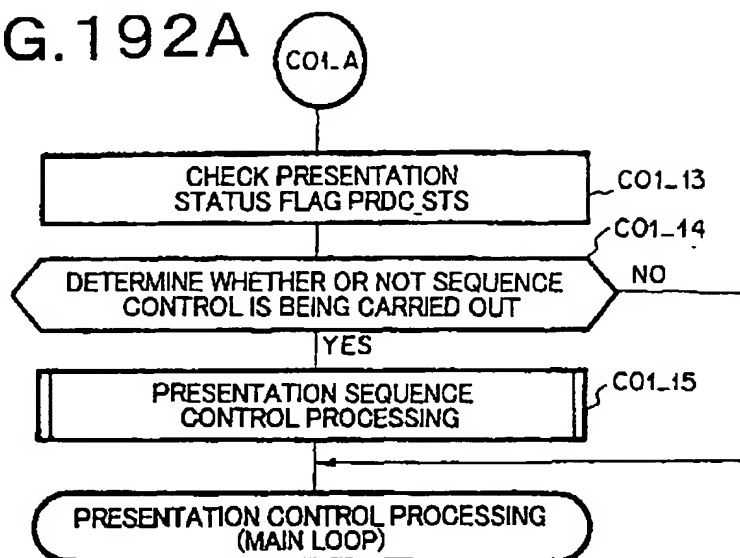 G.192A
C01_A
CHECK PRESENTATION
STATUS FLAG PRDC_STS
C01_13
C01_14
DETERMINE WHETHER OR NOT SEQUENCE
CONTROL IS BEING CARRIED OUT
NO
YES
PRESENTATION SEQUENCE
CONTROL PROCESSING
C01_15
PRESENTATION CONTROL PROCESSING
(MAIN LOOP)